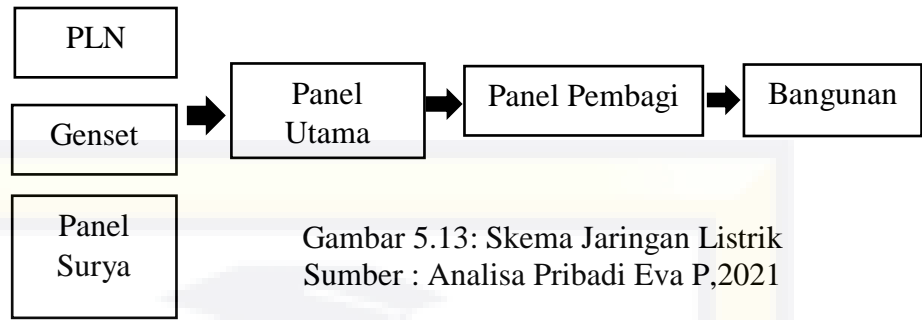 PLN
Genset
Panel
Surya
Panel
Utama
Panel Pembagi
Bangunan
Gambar 5.13: Skema Jaringan Listrik
Sumber : Analisa Pribadi Eva P,2021